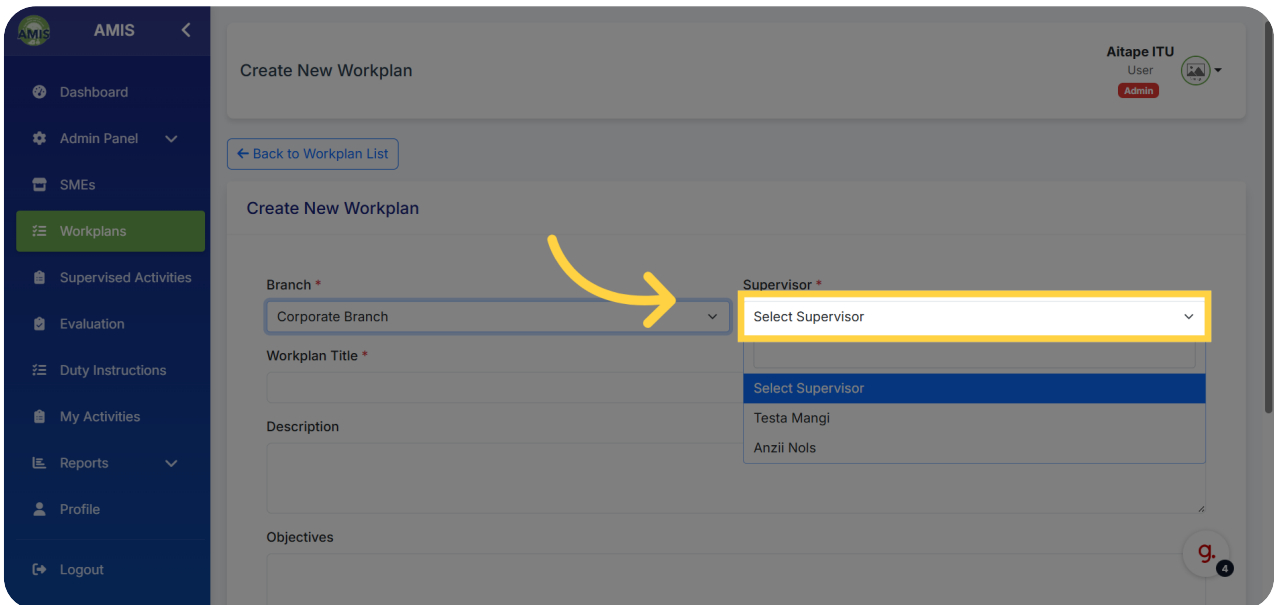 AMIS
AMIS
Dashboard
Admin Panel
SMEs
Workplans
Supervised Activities
Evaluation
Duty Instructions
My Activities
Reports
Profile
Logout
Create New Workplan
Aitape ITU
User
Admin
Back to Workplan List
Create New Workplan
Branch *
Corporate Branch
Supervisor *
Select Supervisor
Select Supervisor
Testa Mangi
Anzii Nols
Workplan Title *
Description
Objectives
g.
4